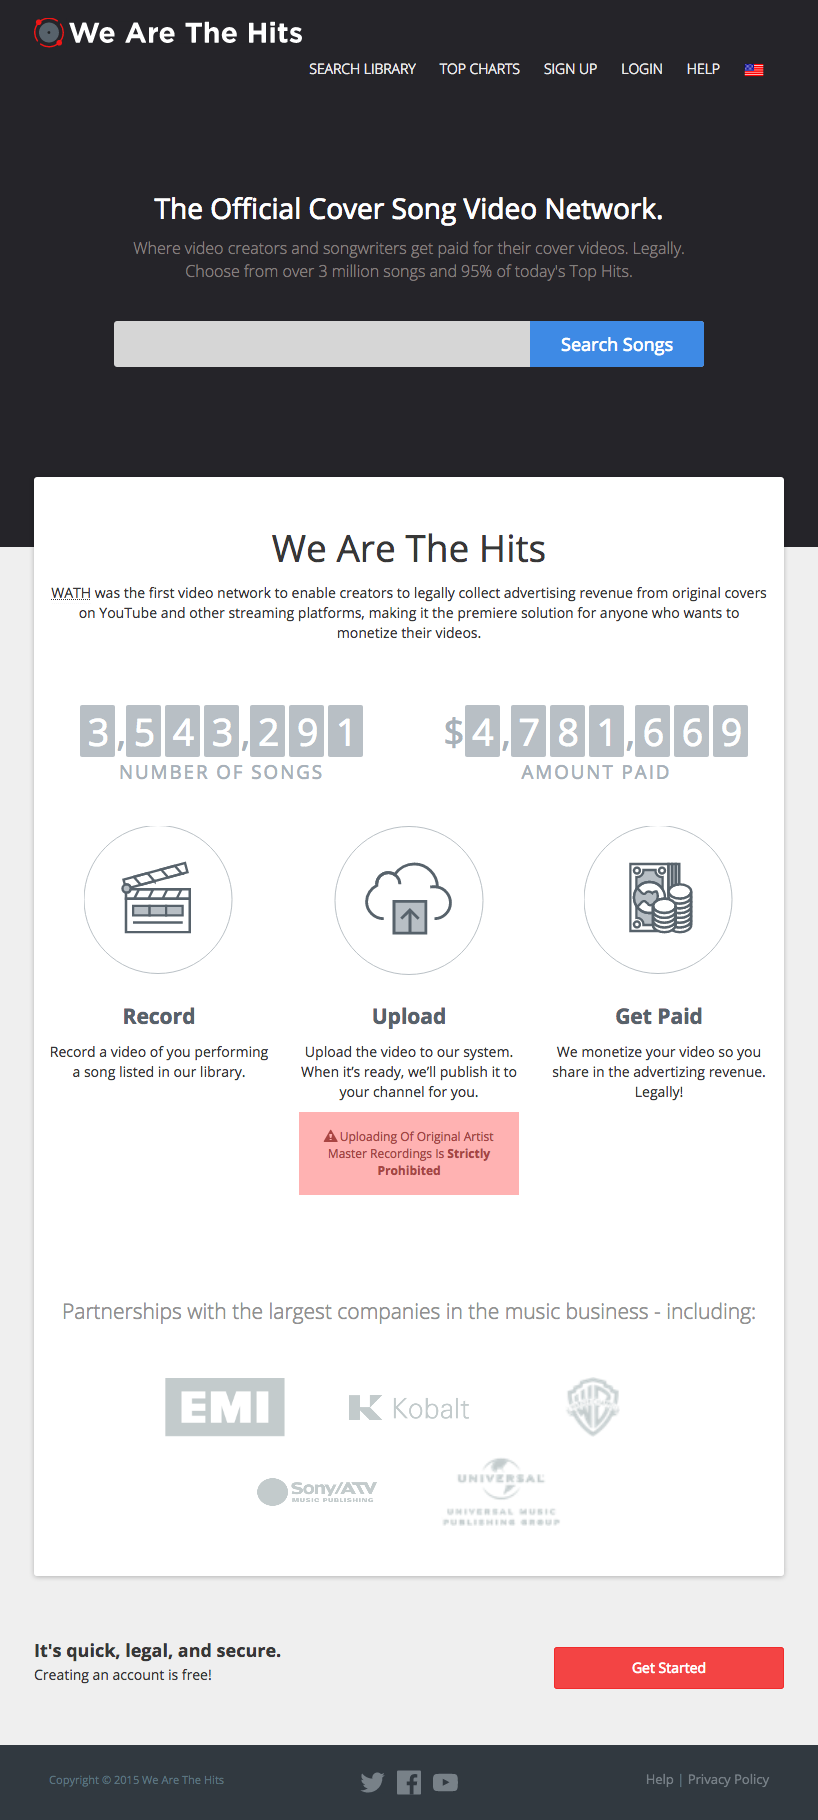 We Are The Hits
SEARCH LIBRARY TOP CHARTS SIGN UP LOGIN HELP
The Official Cover Song Video Network.
Where video creators and songwriters get paid for their cover videos. Legally.
Choose from over 3 million songs and 95% of today's Top Hits.
Search Songs
We Are The Hits
WATH was the first video network to enable creators to legally collect advertising revenue from original covers
on YouTube and other streaming platforms, making it the premiere solution for anyone who wants to
monetize their videos.
3,543,291
NUMBER OF SONGS
$4,781,669
AMOUNT PAID
Record
Record a video of you performing
a song listed in our library.
Upload
Upload the video to our system.
When it’s ready, we’ll publish it to
your channel for you.
Uploading Of Original Artist
Master Recordings Is Strictly
Prohibited
Get Paid
We monetize your video so you
share in the advertizing revenue.
Legally!
Partnerships with the largest companies in the music business - including:
EMI
Kobalt
WB
Sony/ATV
MUSIC PUBLISHING
UNIVERSAL
UNIVERSAL MUSIC
PUBLISHING GROUP
It's quick, legal, and secure.
Creating an account is free!
Get Started
Copyright © 2015 We Are The Hits
Help | Privacy Policy